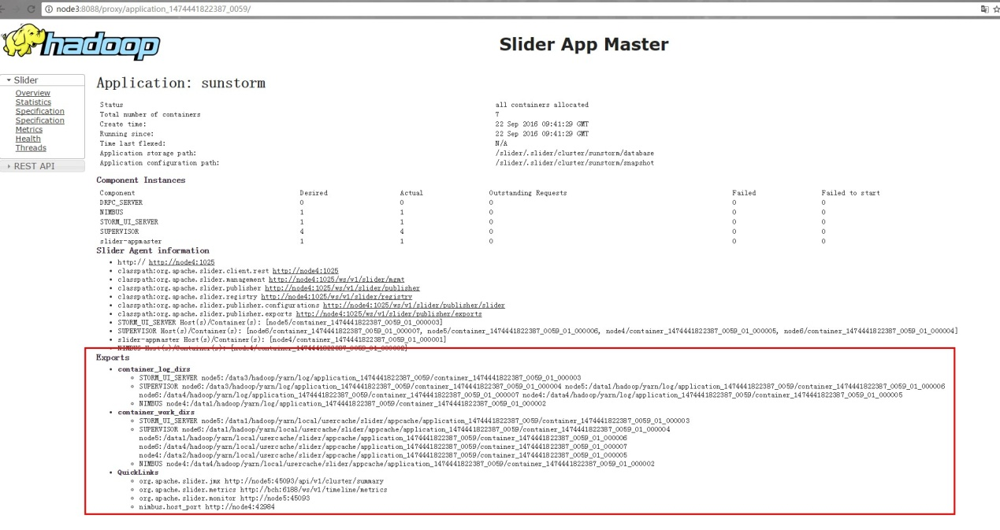 node3:8088/proxy/application_1474441822387_0059/
hadoop
Slider App Master
Slider
Overview
Statistics
Specification
Specification
Metrics
Health
Threads
REST API
Application: sunstorm
Status all containers allocated
Total number of containers 7
Create time: 22 Sep 2016 09:41:29 GMT
Running since: 22 Sep 2016 09:41:29 GMT
Time last flexed: N/A
Application storage path: /slider/.slider/cluster/sunstorm/database
Application configuration path: /slider/.slider/cluster/sunstorm/snapshot
Component Instances
Component Desired Actual Outstanding Requests Failed Failed to start
DRPC_SERVER 0 0 0 0 0
NIMBUS 1 1 0 0 0
STORM_UI_SERVER 1 1 0 0 0
SUPERVISOR 4 4 0 0 0
slider-appmaster 1 1 0 0 0
Slider Agent information
http:// http://node4:1025
classpath:org.apache.slider.client.rest http://node4:1025
classpath:org.apache.slider.management http://node4:1025/ws/v1/slider/mgmt
classpath:org.apache.slider.publisher http://node4:1025/ws/v1/slider/publisher
classpath:org.apache.slider.registry http://node4:1025/ws/v1/slider/registry
classpath:org.apache.slider.publisher.configurations http://node4:1025/ws/v1/slider/publisher/slider
classpath:org.apache.slider.publisher.exports http://node4:1025/ws/v1/slider/publisher/exports
STORM_UI_SERVER Host(s)/Container(s): [node5/container_1474441822387_0059_01_000003]
SUPERVISOR Host(s)/Container(s): [node6/container_1474441822387_0059_01_000007, node5/container_1474441822387_0059_01_000006, node4/container_1474441822387_0059_01_000005, node6/container_1474441822387_0059_01_000004]
slider-appmaster Host(s)/Container(s): [node4/container_1474441822387_0059_01_000001]
NIMBUS Host(s)/Container(s): [node4/container_1474441822387_0059_01_000002]
Exports
container_log_dirs
STORM_UI_SERVER node5:/data3/hadoop/yarn/log/application_1474441822387_0059/container_1474441822387_0059_01_000003
SUPERVISOR node6:/data3/hadoop/yarn/log/application_1474441822387_0059/container_1474441822387_0059_01_000004 node5:/data1/hadoop/yarn/log/application_1474441822387_0059/container_1474441822387_0059_01_000006
node6:/data4/hadoop/yarn/log/application_1474441822387_0059/container_1474441822387_0059_01_000007 node4:/data4/hadoop/yarn/log/application_1474441822387_0059/container_1474441822387_0059_01_000005
NIMBUS node4:/data1/hadoop/yarn/log/application_1474441822387_0059/container_1474441822387_0059_01_000002
container_work_dirs
STORM_UI_SERVER node5:/data1/hadoop/yarn/local/usercache/slider/appcache/application_1474441822387_0059/container_1474441822387_0059_01_000003
SUPERVISOR node6:/data3/hadoop/yarn/local/usercache/slider/appcache/application_1474441822387_0059/container_1474441822387_0059_01_000004
node5:/data1/hadoop/yarn/local/usercache/slider/appcache/application_1474441822387_0059/container_1474441822387_0059_01_000006
node6:/data4/hadoop/yarn/local/usercache/slider/appcache/application_1474441822387_0059/container_1474441822387_0059_01_000007
node4:/data2/hadoop/yarn/local/usercache/slider/appcache/application_1474441822387_0059/container_1474441822387_0059_01_000005
NIMBUS node4:/data4/hadoop/yarn/local/usercache/slider/appcache/application_1474441822387_0059/container_1474441822387_0059_01_000002
QuickLinks
org.apache.slider.jmx http://node5:45093/api/v1/cluster/summary
org.apache.slider.metrics http://bch:6188/ws/v1/timeline/metrics
org.apache.slider.monitor http://node5:45093
nimbus.host_port http://node4:42984